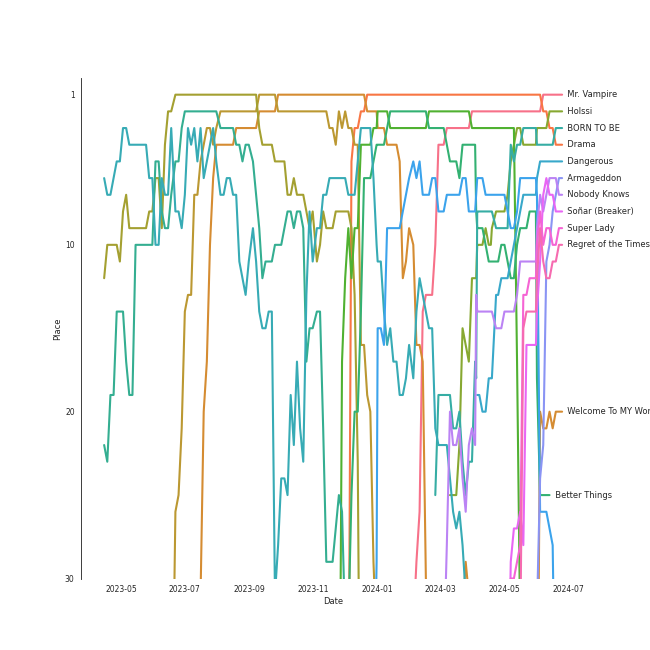 1
Mr. Vampire
Holssi
BORN TO BE
Drama
Dangerous
Armageddon
Nobody Knows
Soñar (Breaker)
Super Lady
10
Regret of the Times
Place
20
Welcome To MY Wor
Better Things
30
2023-05
2023-07
2023-09
2023-11
2024-01
2024-03
2024-05
2024-07
Date